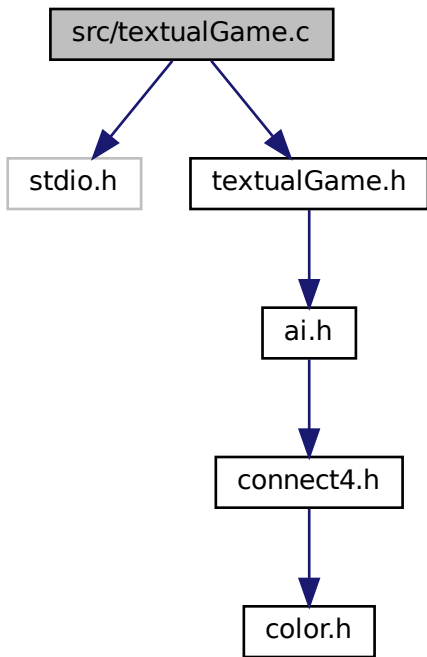 src/textualGame.c
stdio.h
textualGame.h
ai.h
connect4.h
color.h